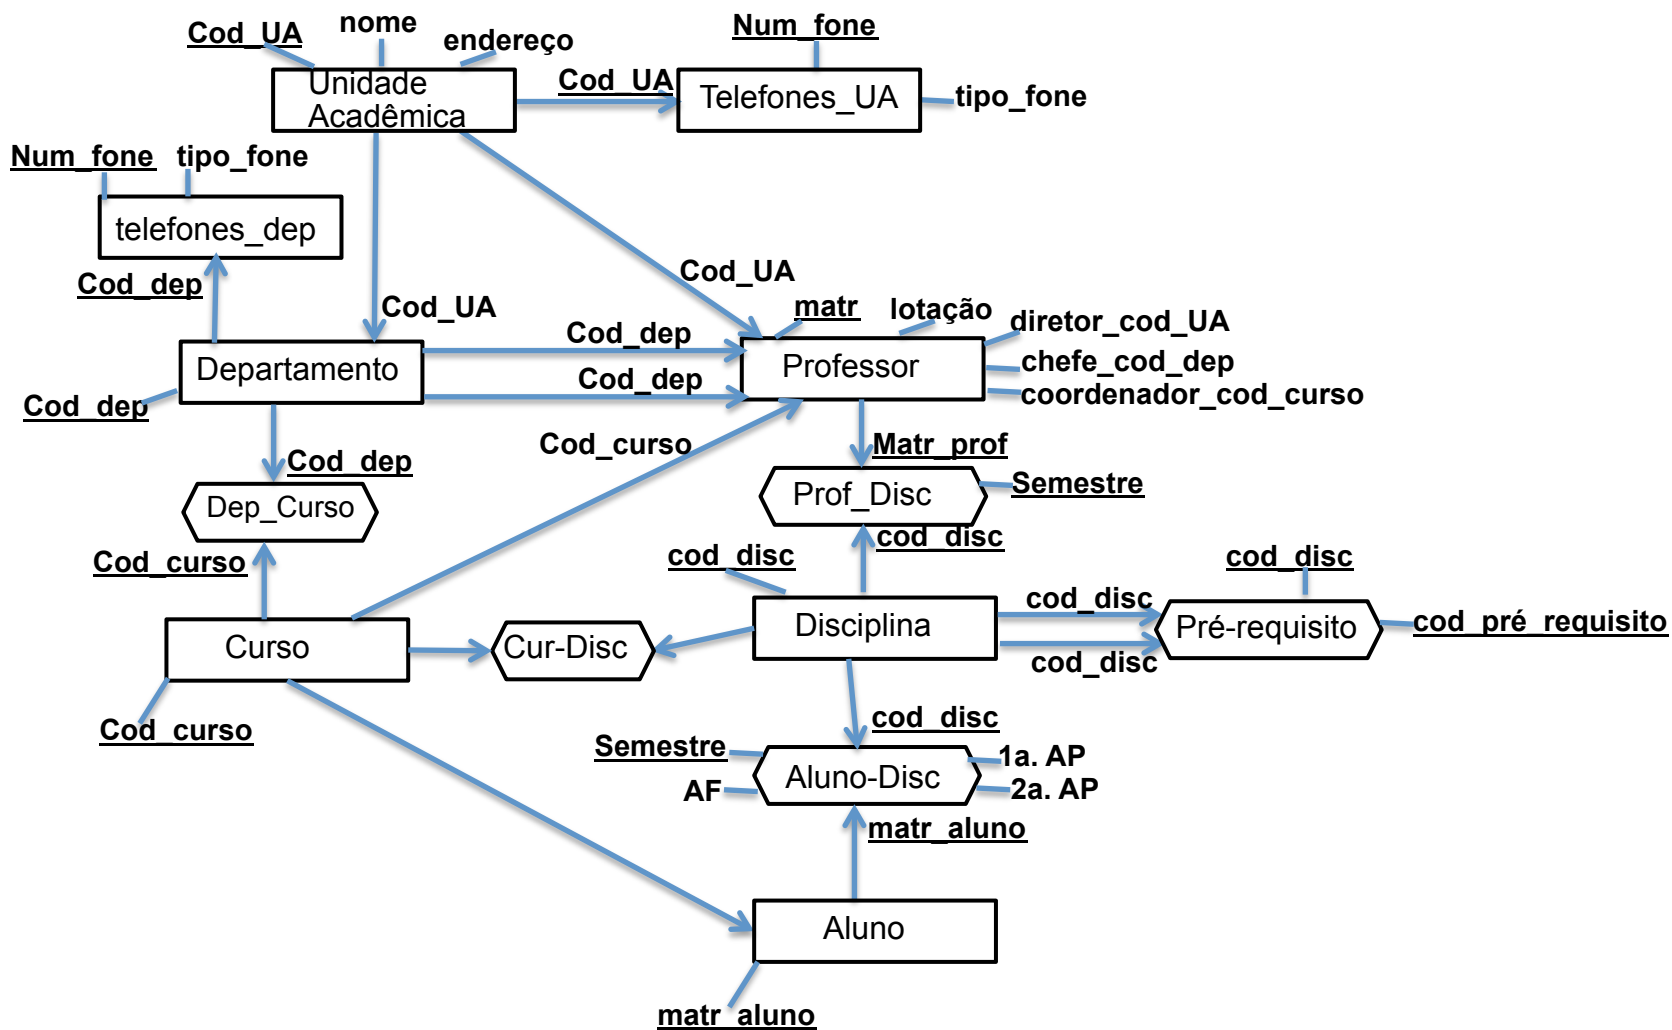 Cod_UA
nome
endereço
Num_fone
Unidade
Acadêmica
Cod_UA
Telefones_UA
tipo_fone
Num_fone
tipo_fone
telefones_dep
Cod_dep
Cod_UA
Cod_UA
matr
lotação
diretor_cod_UA
Departamento
Cod_dep
Professor
chefe_cod_dep
Cod_dep
Cod_dep
coordenador_cod_curso
Cod_curso
Matr_prof
Cod_dep
Dep_Curso
Prof_Disc
Semestre
Cod_curso
cod_disc
cod_disc
cod_disc
Curso
Cur-Disc
Disciplina
cod_disc
Pré-requisito
cod_pré_requisito
cod_disc
Cod_curso
cod_disc
Semestre
1a. AP
Aluno-Disc
AF
2a. AP
matr_aluno
Aluno
matr_aluno